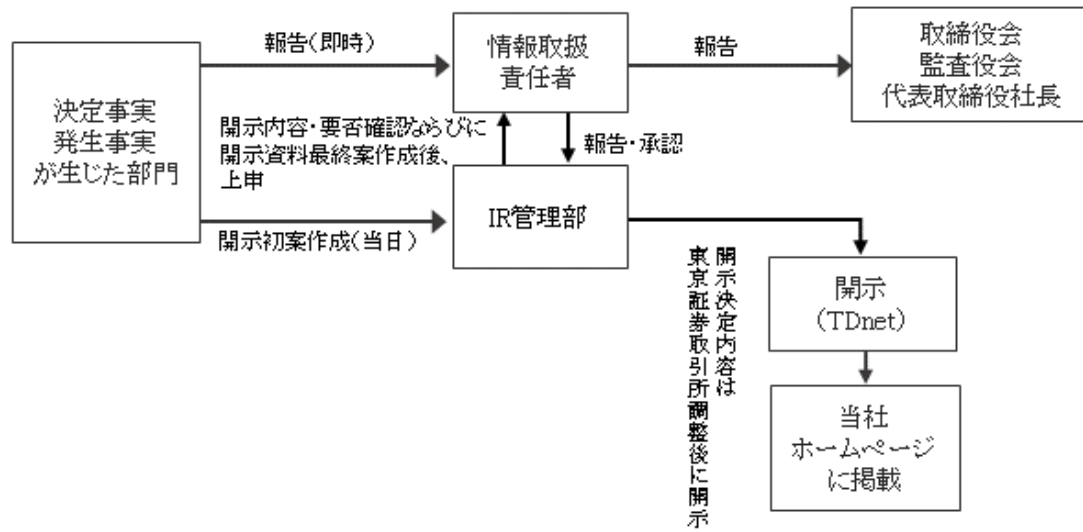 決定事実
発生事実
が生じた部門
報告(即時)
情報取扱
責任者
報告
取締役会
監査役会
代表取締役社長
開示内容・要否確認ならびに
開示資料最終案作成後、
上申
報告・承認
開示初案作成(当日)
IR管理部
開示決定内容は
東京証券取引所調整後に開示
開示
(TDnet)
当社
ホームページ
に掲載